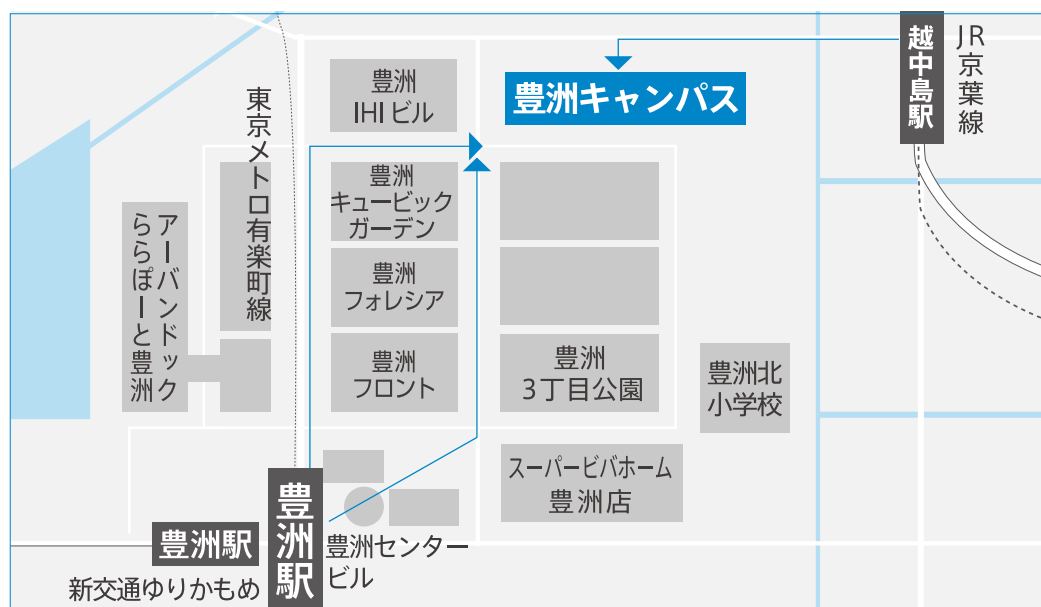 豊洲
IHI ビル
豊洲キャンパス
越中島駅
JR京葉線
東京メトロ有楽町線
豊洲
キュービック
ガーデン
アーバンドック
ららぽーと豊洲
豊洲
フォレシア
豊洲
フロント
豊洲
3丁目公園
豊洲北
小学校
スーパービバホーム
豊洲店
豊洲駅
豊洲駅
豊洲センター
ビル
新交通ゆりかもめ